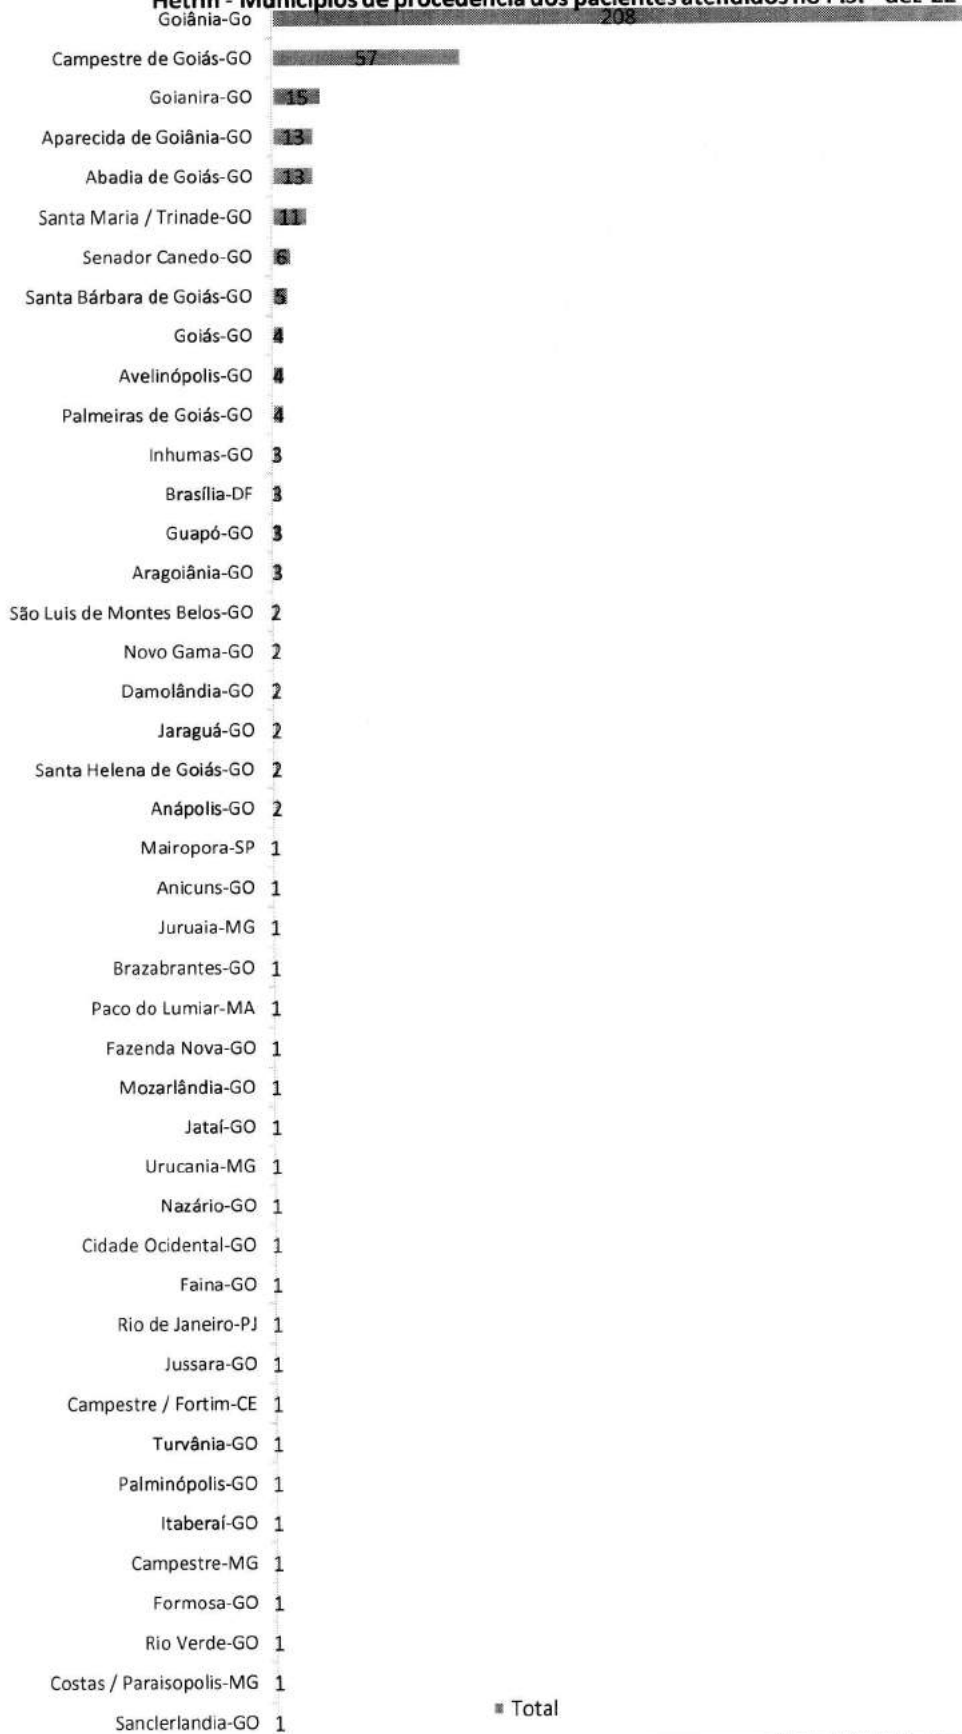 Hetrin - Municípios de procedência dos pacientes atendidos no
Goiânia-Go 208
Campestre de Goiás-GO 57
Goianira-GO 15
Aparecida de Goiânia-GO 13
Abadia de Goiás-GO 13
Santa Maria / Trinade-GO 11
Senador Canedo-GO 6
Santa Bárbara de Goiás-GO 5
Goiás-GO 4
Avelinópolis-GO 4
Palmeiras de Goiás-GO 4
Inhumas-GO 3
Brasília-DF 3
Guapó-GO 3
Aragoiânia-GO 3
São Luis de Montes Belos-GO 2
Novo Gama-GO 2
Damolândia-GO 2
Jaraguá-GO 2
Santa Helena de Goiás-GO 2
Anápolis-GO 2
Mairopora-SP 1
Anicuns-GO 1
Juruaia-MG 1
Brazabrantes-GO 1
Paco do Lumiar-MA 1
Fazenda Nova-GO 1
Mozarlândia-GO 1
Jataí-GO 1
Urucania-MG 1
Nazário-GO 1
Cidade Ocidental-GO 1
Faina-GO 1
Rio de Janeiro-PJ 1
Jussara-GO 1
Campestre / Fortim-CE 1
Turvânia-GO 1
Palminópolis-GO 1
Itaberaí-GO 1
Campestre-MG 1
Formosa-GO 1
Rio Verde-GO 1
Costas / Paraisopolis-MG 1
Sanclerlandia-GO 1
Total